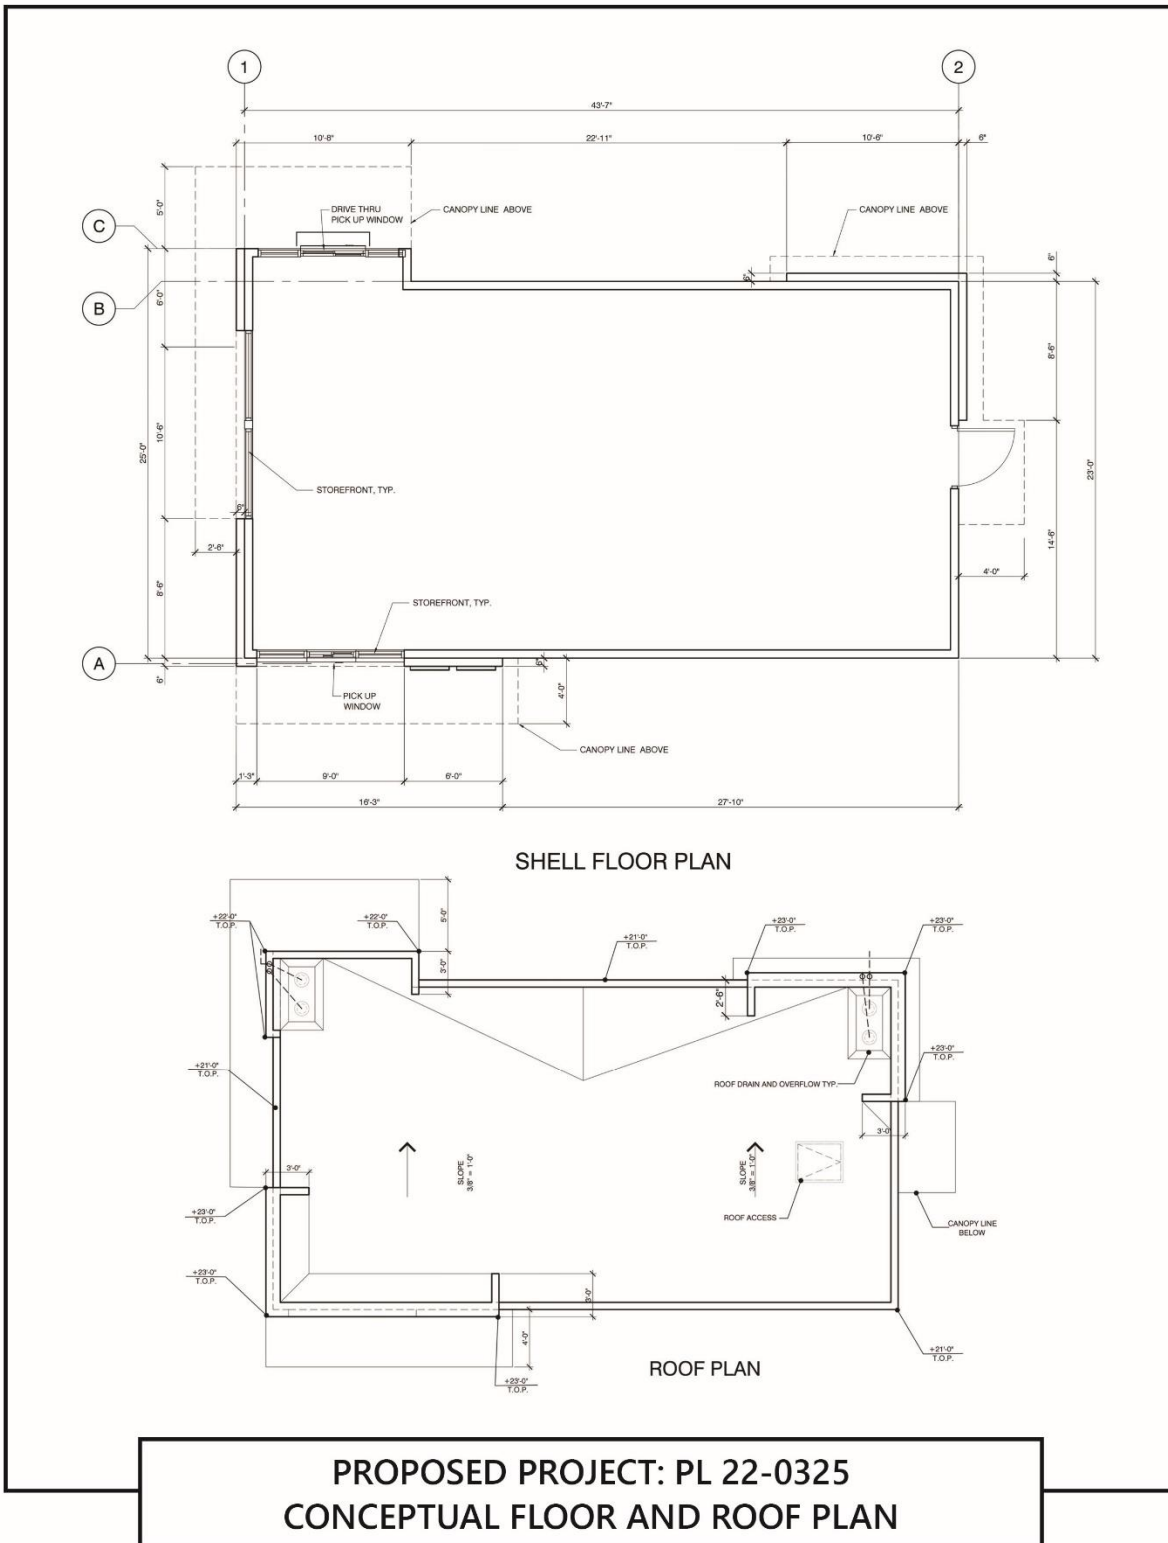 1
2
43'-7"
10'-8"
22'-11"
10'-6"
6"
5'-0"
DRIVE THRU
PICK UP WINDOW
CANOPY LINE ABOVE
CANOPY LINE ABOVE
C
B
6"
6"
6'-0"
8'-6"
10'-6"
25'-0"
23'-0"
STOREFRONT, TYP.
6"
2'-6"
14'-6"
4'-0"
8'-6"
STOREFRONT, TYP.
A
6"
6"
4'-0"
PICK UP
WINDOW
CANOPY LINE ABOVE
1'-3"
9'-0"
6'-0"
16'-3"
27'-10"
SHELL FLOOR PLAN
+22'-0"
T.O.P.
+22'-0"
T.O.P.
5'-0"
+21'-0"
T.O.P.
+23'-0"
T.O.P.
+23'-0"
T.O.P.
3'-0"
2'-6"
+21'-0"
T.O.P.
ROOF DRAIN AND OVERFLOW TYP.
+23'-0"
T.O.P.
3'-0"
3'-0"
SLOPE
3/8" = 1'-0"
SLOPE
3/8" = 1'-0"
+23'-0"
T.O.P.
ROOF ACCESS
CANOPY LINE
BELOW
+23'-0"
T.O.P.
3'-0"
4'-0"
+21'-0"
T.O.P.
+23'-0"
T.O.P.
ROOF PLAN
PROPOSED PROJECT: PL 22-0325
CONCEPTUAL FLOOR AND ROOF PLAN